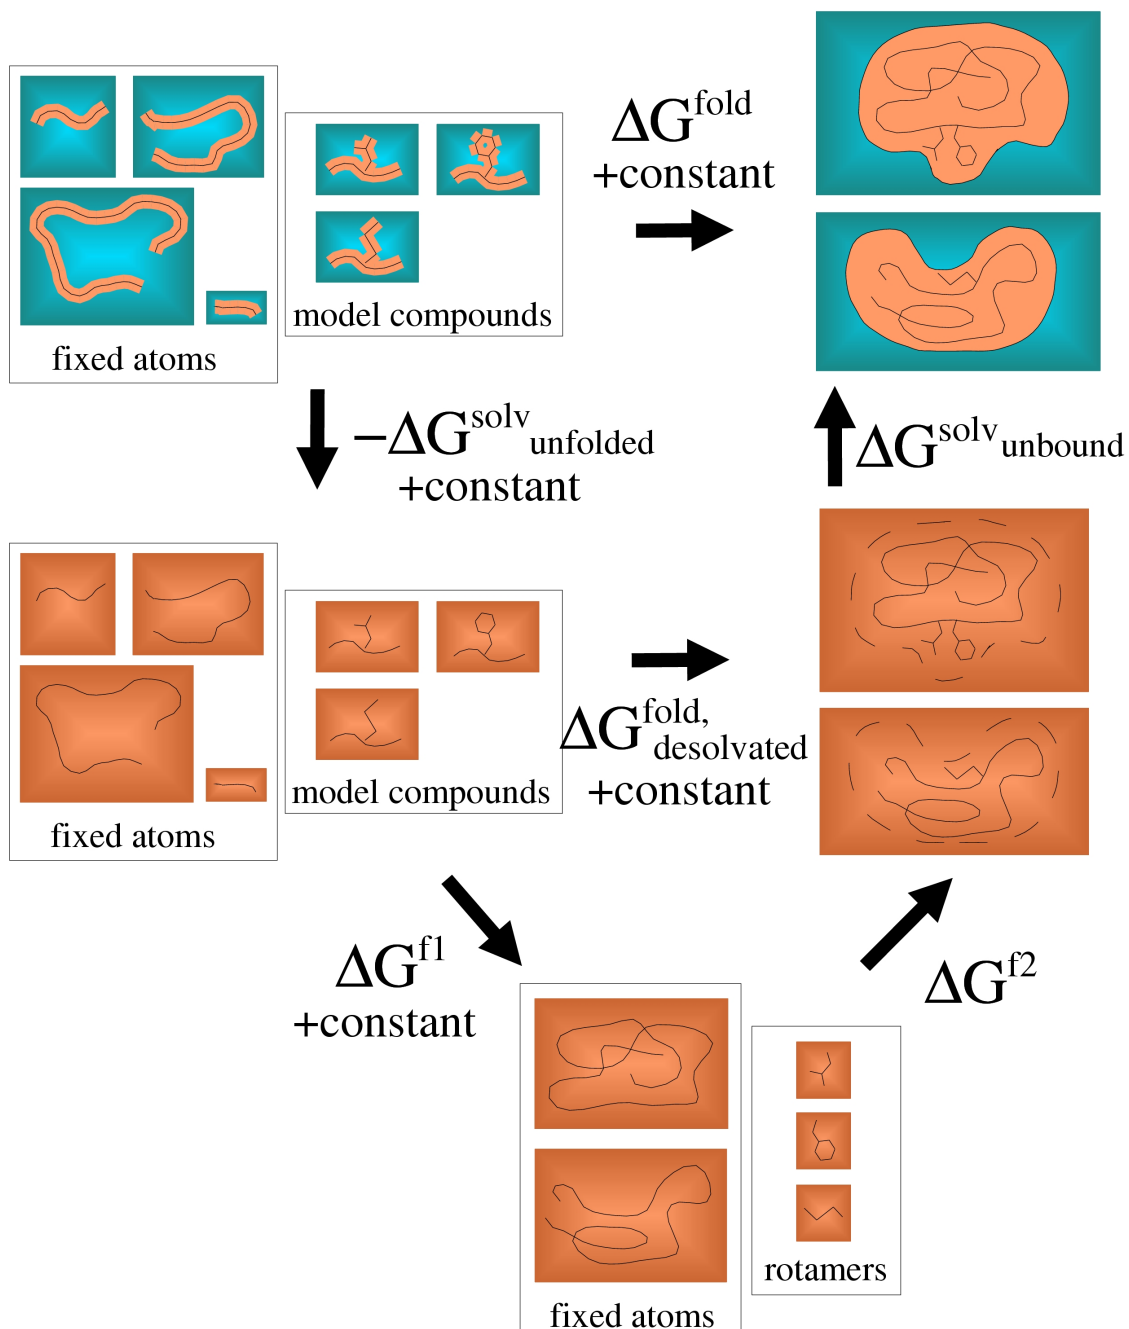 ΔG^fold
+constant
model compounds
fixed atoms
−ΔG^solv unfolded
+constant
ΔG^solv unbound
ΔG^fold, desolvated
+constant
model compounds
fixed atoms
ΔG^f1
+constant
ΔG^f2
rotamers
fixed atoms